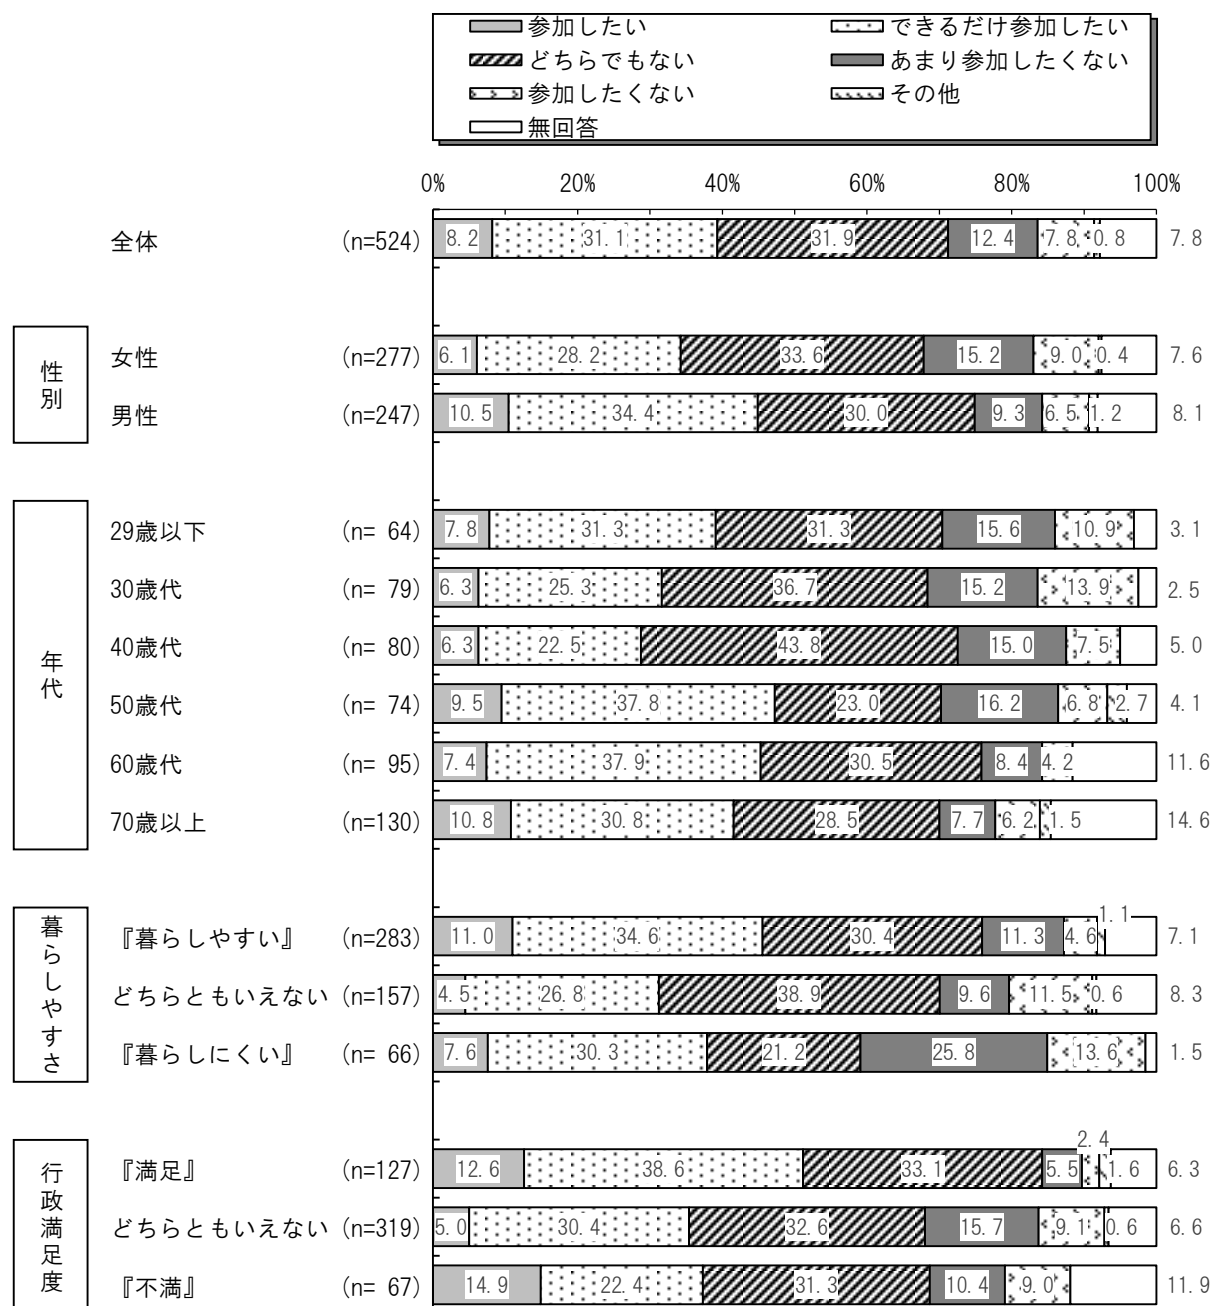 参加したい できるだけ参加したい
どちらでもない あまり参加したくない
参加したくない その他
無回答
0% 20% 40% 60% 80% 100%
全体 (n=524) 8.2 31.1 31.9 12.4 7.8 0.8 7.8
性別
女性 (n=277) 6.1 28.2 33.6 15.2 9.0 0.4 7.6
男性 (n=247) 10.5 34.4 30.0 9.3 6.5 1.2 8.1
年代
29歳以下 (n= 64) 7.8 31.3 31.3 15.6 10.9 3.1
30歳代 (n= 79) 6.3 25.3 36.7 15.2 13.9 2.5
40歳代 (n= 80) 6.3 22.5 43.8 15.0 7.5 5.0
50歳代 (n= 74) 9.5 37.8 23.0 16.2 6.8 2.7 4.1
60歳代 (n= 95) 7.4 37.9 30.5 8.4 4.2 11.6
70歳以上 (n=130) 10.8 30.8 28.5 7.7 6.2 1.5 14.6
暮らしやすさ
『暮らしやすい』 (n=283) 11.0 34.6 30.4 11.3 4.6 1.1 7.1
どちらともいえない (n=157) 4.5 26.8 38.9 9.6 11.5 0.6 8.3
『暮らしにくい』 (n= 66) 7.6 30.3 21.2 25.8 13.6 1.5
行政満足度
『満足』 (n=127) 12.6 38.6 33.1 5.5 2.4 1.6 6.3
どちらともいえない (n=319) 5.0 30.4 32.6 15.7 9.1 0.6 6.6
『不満』 (n= 67) 14.9 22.4 31.3 10.4 9.0 11.9